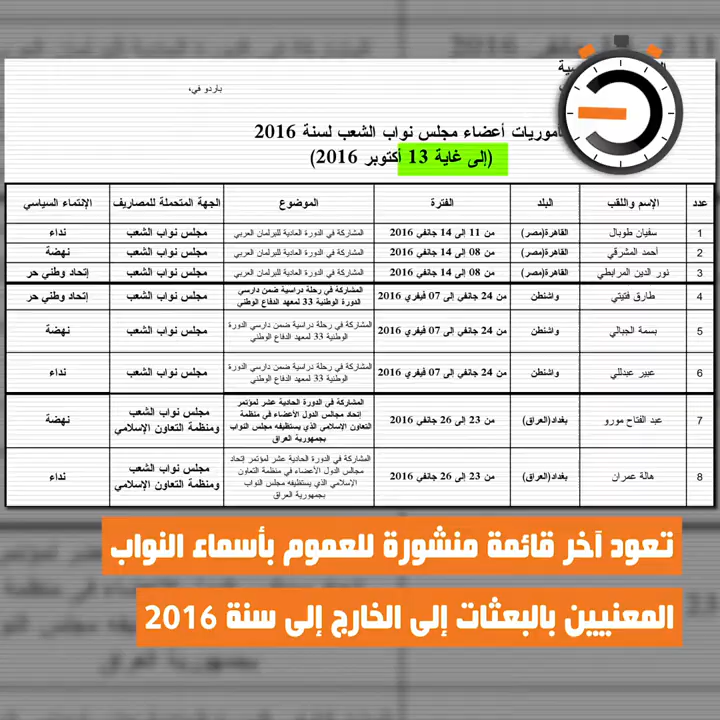 باردو في،
مأموريات أعضاء مجلس نواب الشعب لسنة 2016
(إلى غاية 13 أكتوبر 2016)
عدد الإسم واللقب البلد الفترة الموضوع الجهة المتحملة للمصاريف الإنتماء السياسي
1 سفيان طوبال القاهرة(مصر) من 11 إلى 14 جانفي 2016 المشاركة في الدورة العادية للبرلمان العربي مجلس نواب الشعب نداء
2 أحمد المشرقي القاهرة(مصر) من 08 إلى 14 جانفي 2016 المشاركة في الدورة العادية للبرلمان العربي مجلس نواب الشعب نهضة
3 نور الدين المرابطي القاهرة(مصر) من 08 إلى 14 جانفي 2016 المشاركة في الدورة العادية للبرلمان العربي مجلس نواب الشعب إتحاد وطني حر
4 طارق فتيتي واشنطن من 24 جانفي إلى 07 فيفري 2016 المشاركة في رحلة دراسية ضمن دارسي
الدورة الوطنية 33 لمعهد الدفاع الوطني مجلس نواب الشعب إتحاد وطني حر
5 بسمة الجبالي واشنطن من 24 جانفي إلى 07 فيفري 2016 المشاركة في رحلة دراسية ضمن دارسي الدورة
الوطنية 33 لمعهد الدفاع الوطني مجلس نواب الشعب نهضة
6 عبير عبدللي واشنطن من 24 جانفي إلى 07 فيفري 2016 المشاركة في رحلة دراسية ضمن دارسي الدورة
الوطنية 33 لمعهد الدفاع الوطني مجلس نواب الشعب نداء
7 عبد الفتاح مورو بغداد(العراق) من 23 إلى 26 جانفي 2016 المشاركة في الدورة الحادية عشر لمؤتمر
إتحاد مجالس الدول الأعضاء في منظمة
التعاون الإسلامي الذي يستظيفه مجلس النواب
بجمهورية العراق مجلس نواب الشعب
ومنظمة التعاون الإسلامي نهضة
8 هالة عمران بغداد(العراق) من 23 إلى 26 جانفي 2016 المشاركة في الدورة الحادية عشر لمؤتمر إتحاد
مجالس الدول الأعضاء في منظمة التعاون
الإسلامي الذي يستظيفه مجلس النواب
بجمهورية العراق مجلس نواب الشعب
ومنظمة التعاون الإسلامي نداء
تعود آخر قائمة منشورة للعموم بأسماء النواب
المعنيين بالبعثات إلى الخارج إلى سنة 2016